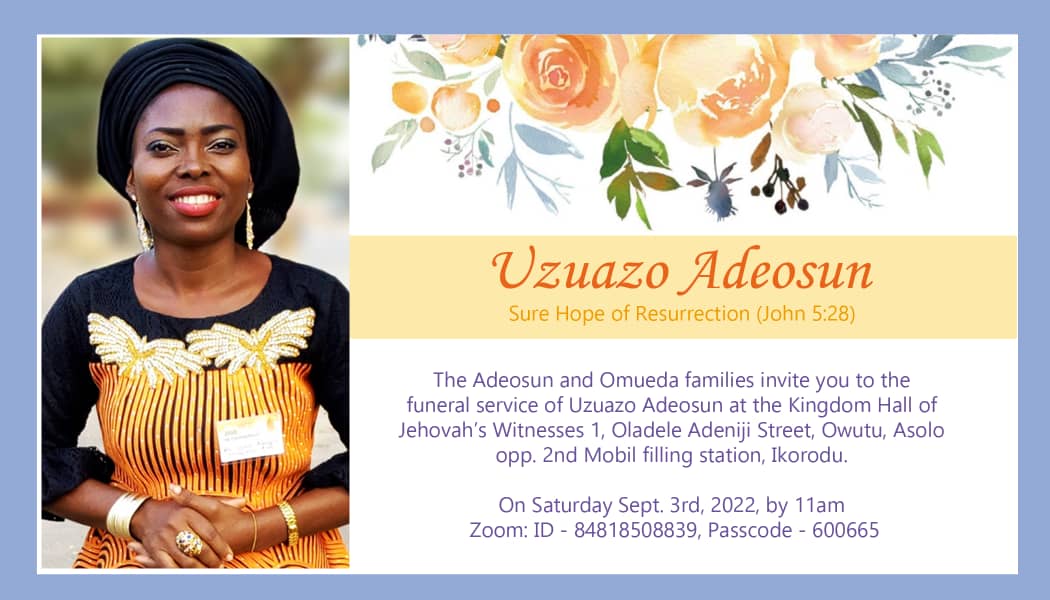 Uzuazo Adeosun
Sure Hope of Resurrection (John 5:28)
The Adeosun and Omueda families invite you to the
funeral service of Uzuazo Adeosun at the Kingdom Hall of
Jehovah's Witnesses 1, Oladele Adeniji Street, Owutu, Asolo
opp. 2nd Mobil filling station, Ikorodu.
On Saturday Sept. 3rd, 2022, by 11am
Zoom: ID - 84818508839, Passcode - 600665